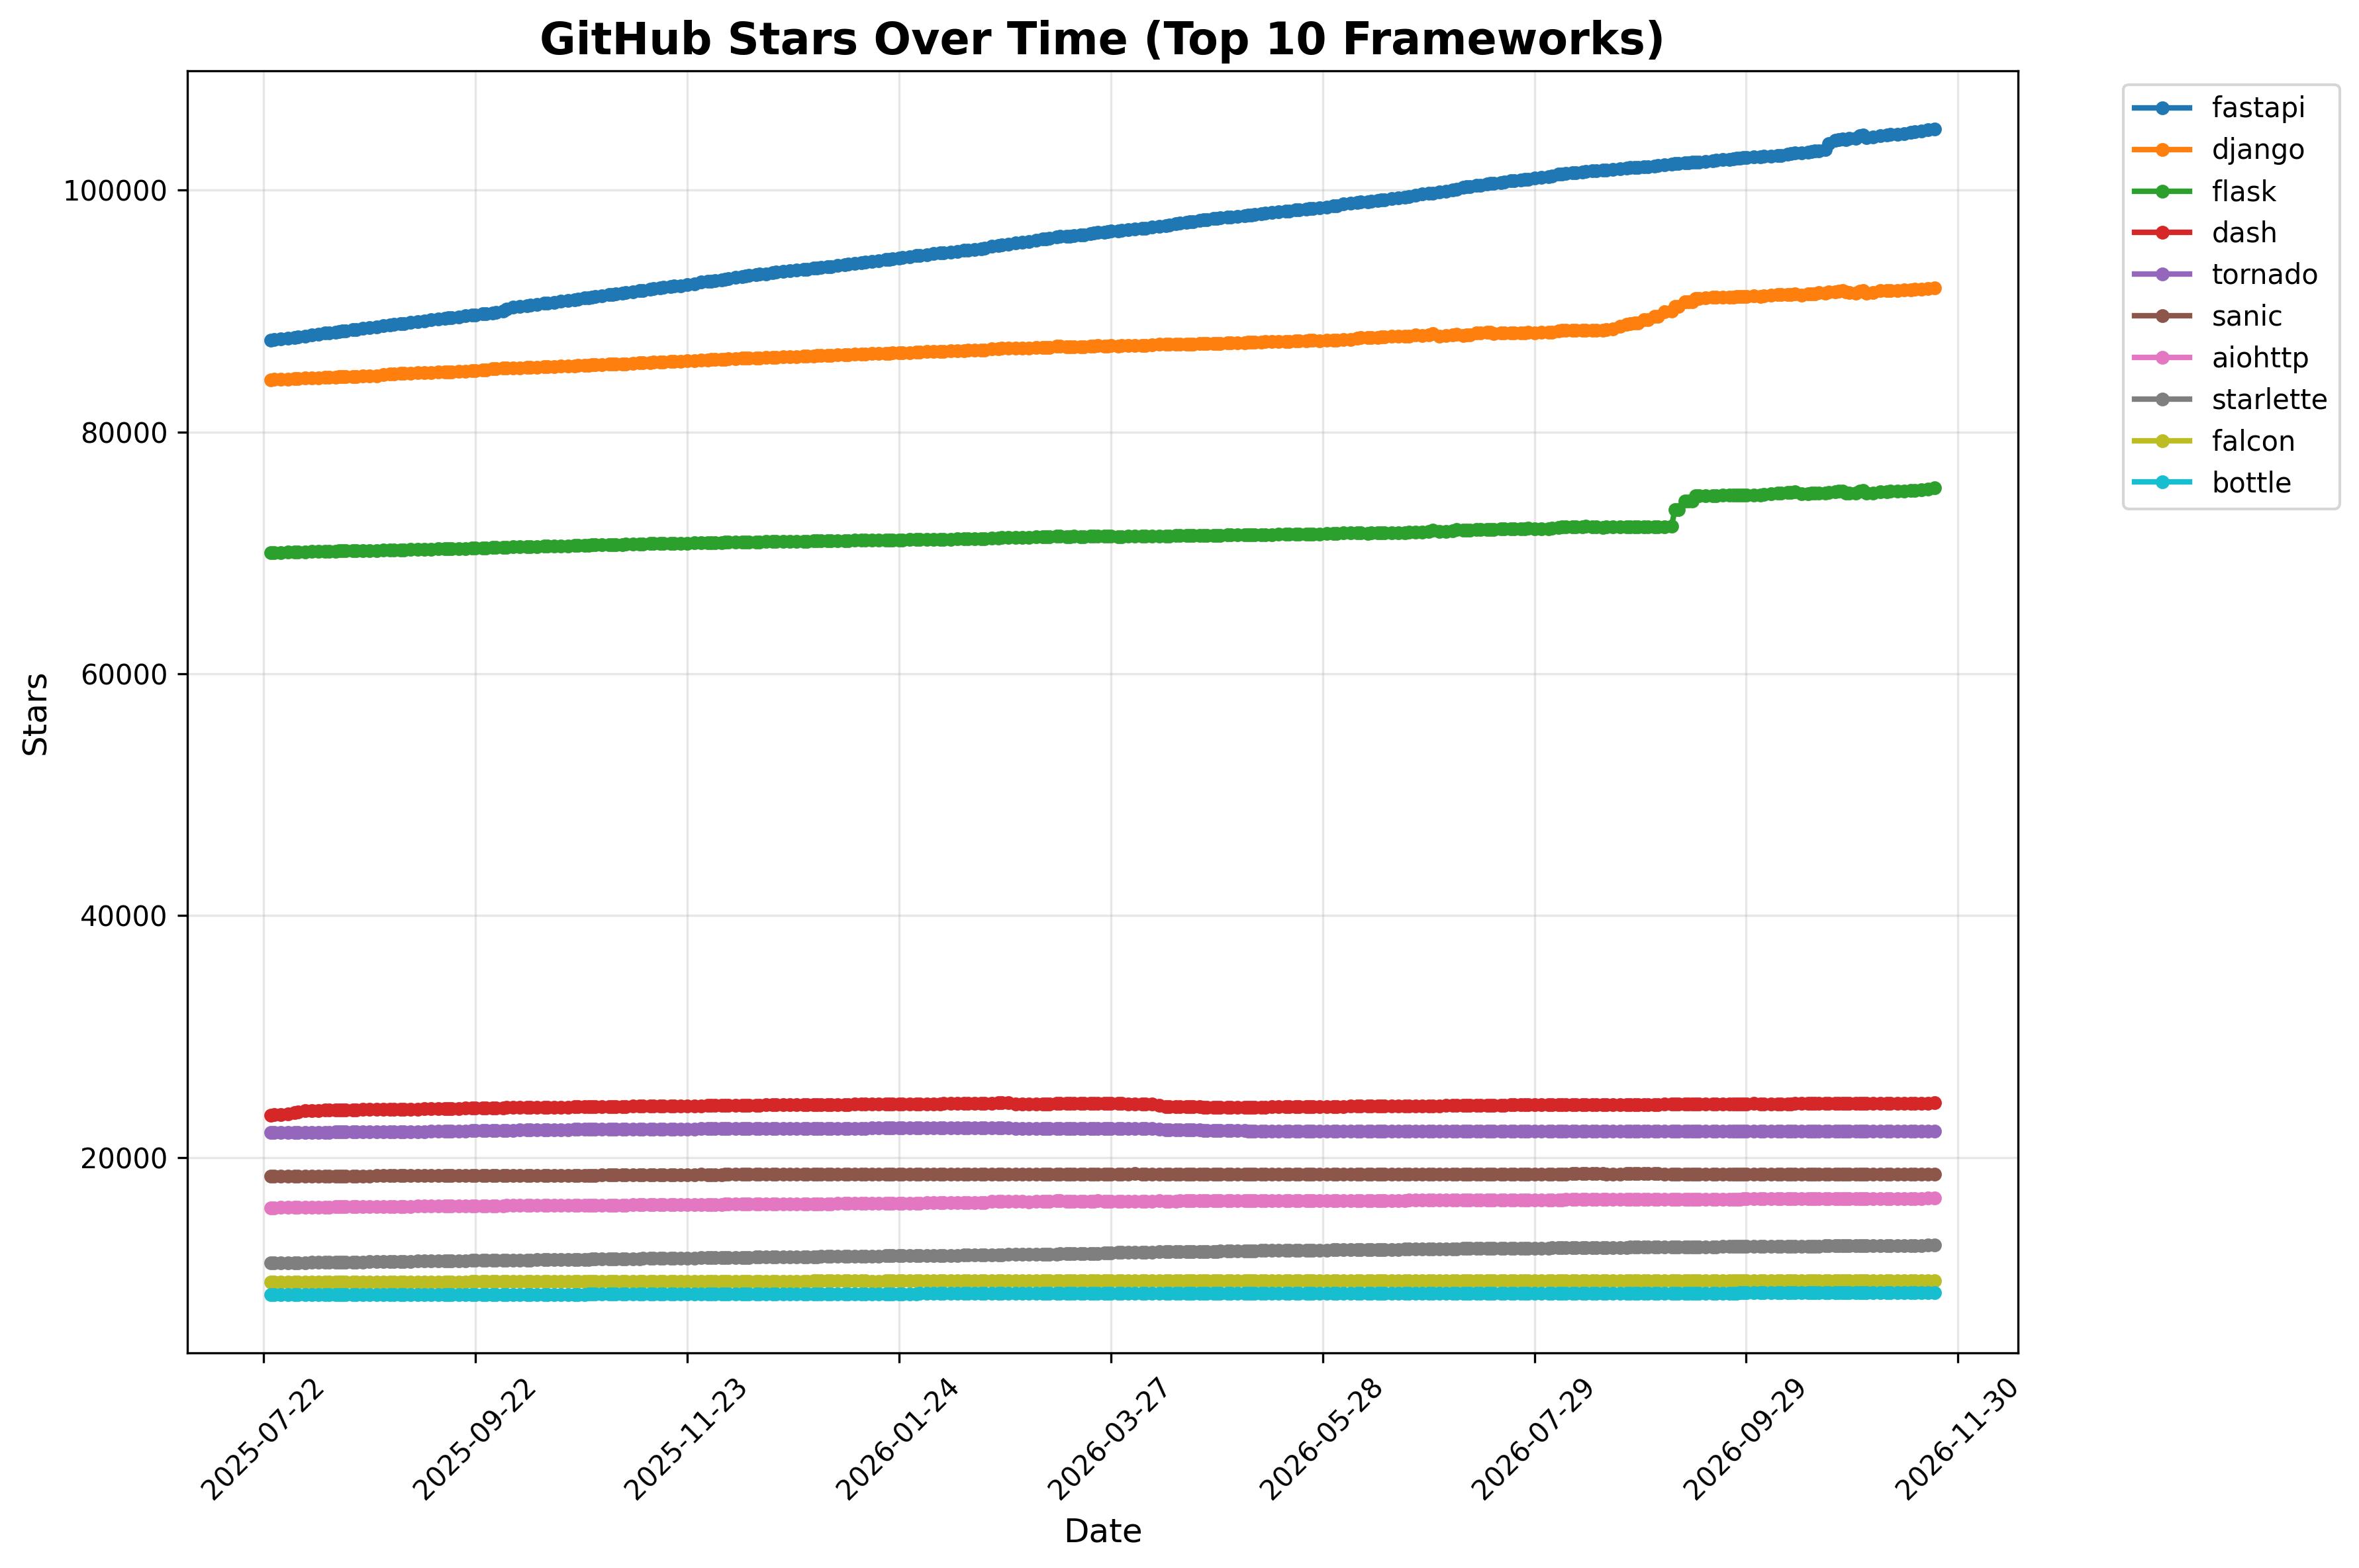 GitHub Stars Over Time (Top 10 Frameworks)
Stars
100000
80000
60000
40000
20000
2025-07-22
2025-09-22
2025-11-23
2026-01-24
2026-03-27
2026-05-28
2026-07-29
2026-09-29
2026-11-30
Date
fastapi
django
flask
dash
tornado
sanic
aiohttp
starlette
falcon
bottle